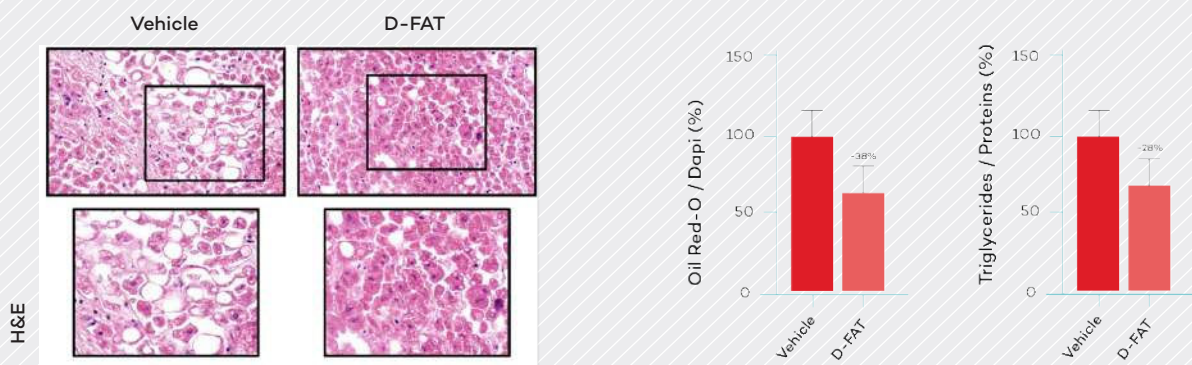 Vehicle
D-FAT
H&E
Oil Red-O / Dapi (%)
150
100
50
0
-38%
Vehicle
D-FAT
Triglycerides / Proteins (%)
150
100
50
0
-28%
Vehicle
D-FAT